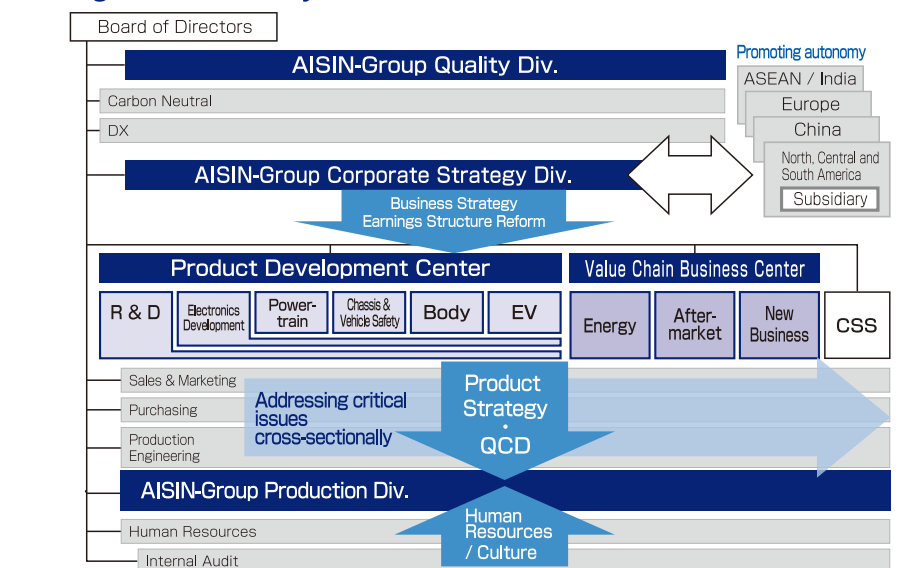 Board of Directors
AISIN-Group Quality Div.
Promoting autonomy
ASEAN / India
Europe
China
North, Central and
South America
Subsidiary
Carbon Neutral
DX
AISIN-Group Corporate Strategy Div.
Business Strategy
Earnings Structure Reform
Product Development Center
Value Chain Business Center
R & D
Electronics
Development
Power-
train
Chassis &
Vehicle Safety
Body
EV
Energy
After-
market
New
Business
CSS
Sales & Marketing
Purchasing
Production
Engineering
Addressing critical
issues
cross-sectionally
Product
Strategy
・
QCD
AISIN-Group Production Div.
Human Resources
Internal Audit
Human
Resources
/ Culture